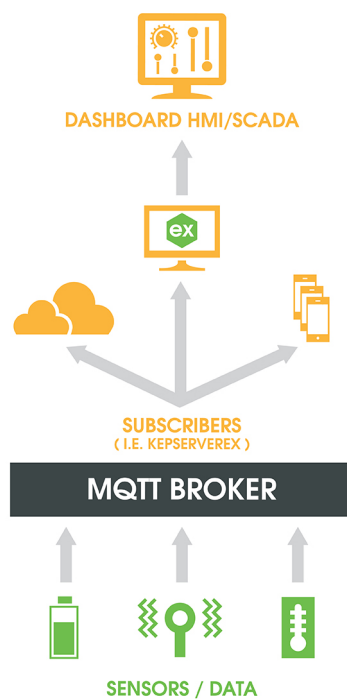 DASHBOARD HMI/SCADA
ex
SUBSCRIBERS
( I.E. KEPSERVEREX )
MQTT BROKER
SENSORS / DATA